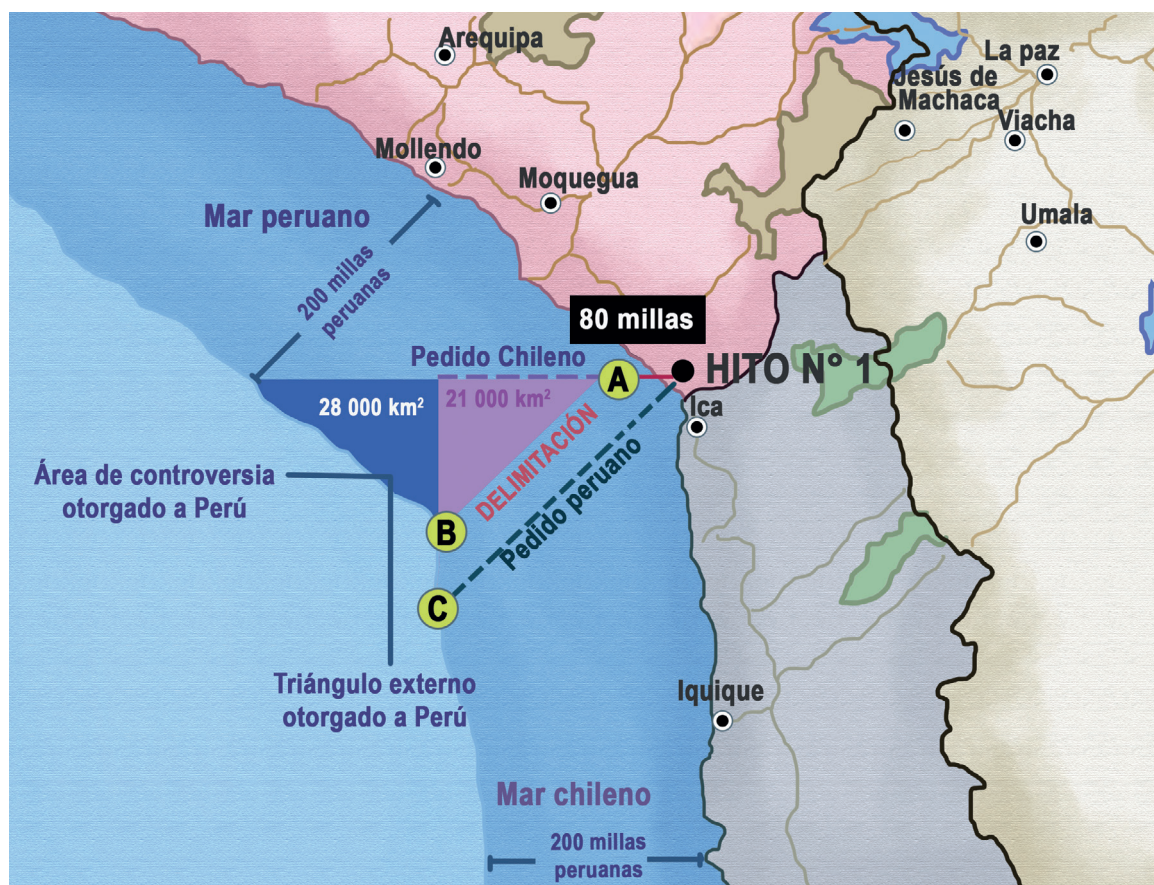 Arequipa
La paz
Jesús de
Machaca
Viacha
Mollendo
Moquegua
Umala
Mar peruano
200 millas
peruanas
80 millas
Pedido Chileno
A
HITO N° 1
28 000 km²
21 000 km²
Ica
DELIMITACIÓN
Pedido peruano
Área de controversia
otorgado a Perú
B
C
Triángulo externo
otorgado a Perú
Iquique
Mar chileno
200 millas
peruanas